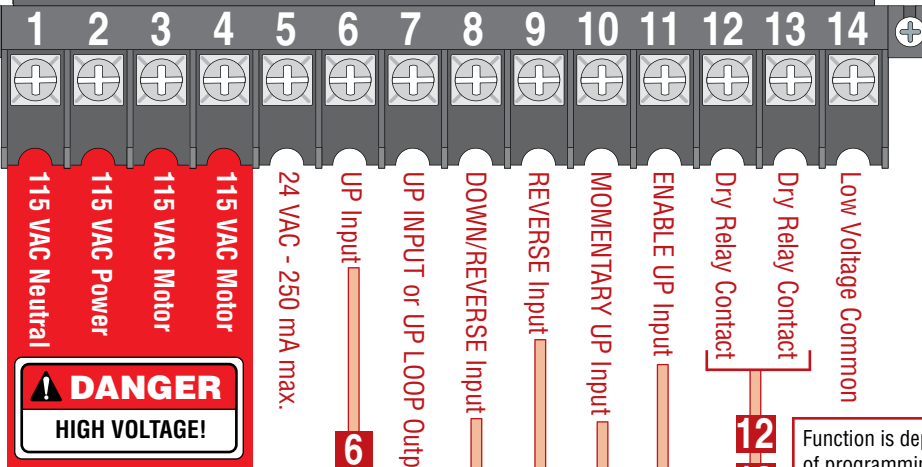 1 2 3 4 5 6 7 8 9 10 11 12 13 14
115 VAC Neutral
115 VAC Power
115 VAC Motor
115 VAC Motor
24 VAC - 250 mA max.
UP Input
UP INPUT or UP LOOP Outp
DOWN/REVERSE Input
REVERSE Input
MOMENTARY UP Input
ENABLE UP Input
Dry Relay Contact
Dry Relay Contact
Low Voltage Common
DANGER
HIGH VOLTAGE!
6
12
Function is dep
of programmin